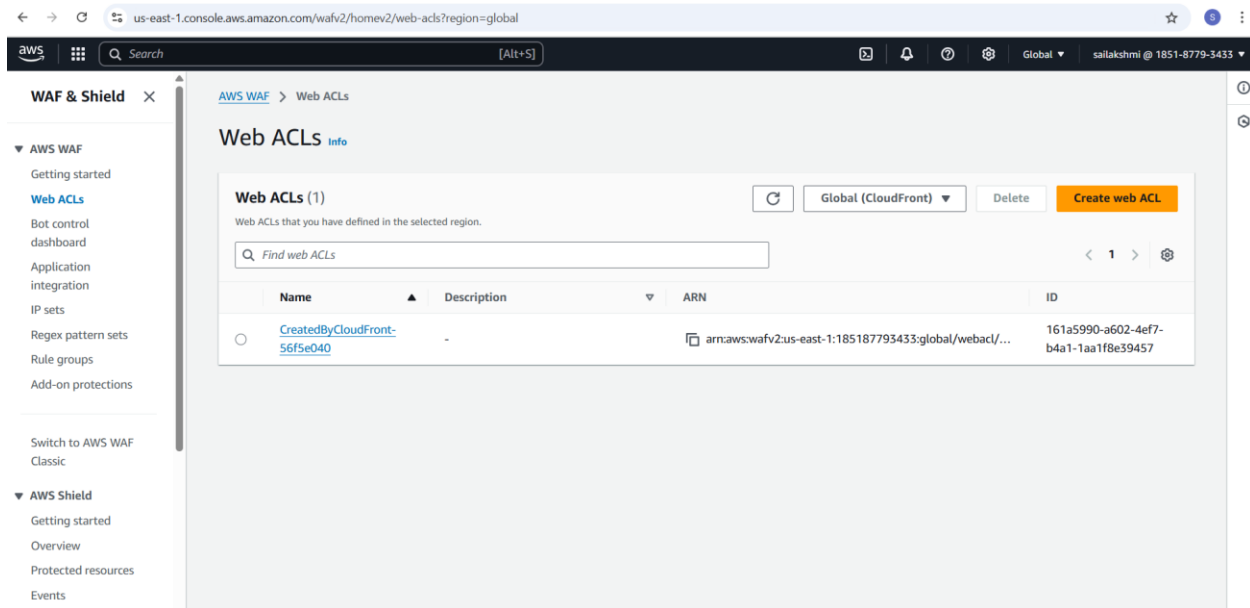 us-east-1.console.aws.amazon.com/wafv2/homev2/web-acls?region=global
S
aws
Search
[Alt+S]
Global ▼
sailakshmi @ 1851-8779-3433 ▼
WAF & Shield
AWS WAF
Getting started
Web ACLs
Bot control
dashboard
Application
integration
IP sets
Regex pattern sets
Rule groups
Add-on protections
Switch to AWS WAF
Classic
AWS Shield
Getting started
Overview
Protected resources
Events
AWS WAF > Web ACLs
Web ACLs Info
Web ACLs (1)
Global (CloudFront) ▼
Delete
Create web ACL
Web ACLs that you have defined in the selected region.
Find web ACLs
< 1 >
Name
Description
ARN
ID
CreatedByCloudFront-
56f5e040
-
arn:aws:wafv2:us-east-1:185187793433:global/webacl/...
161a5990-a602-4ef7-
b4a1-1aa1f8e39457